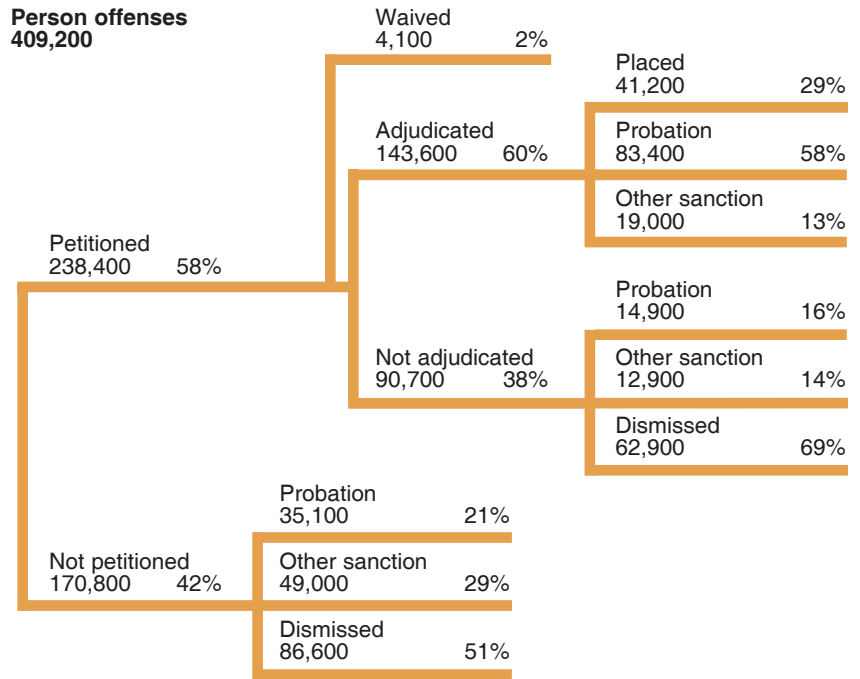 Person offenses
409,200
Waived
4,100 2%
Adjudicated
143,600 60%
Placed
41,200 29%
Probation
83,400 58%
Other sanction
19,000 13%
Petitioned
238,400 58%
Not adjudicated
90,700 38%
Probation
14,900 16%
Other sanction
12,900 14%
Dismissed
62,900 69%
Not petitioned
170,800 42%
Probation
35,100 21%
Other sanction
49,000 29%
Dismissed
86,600 51%